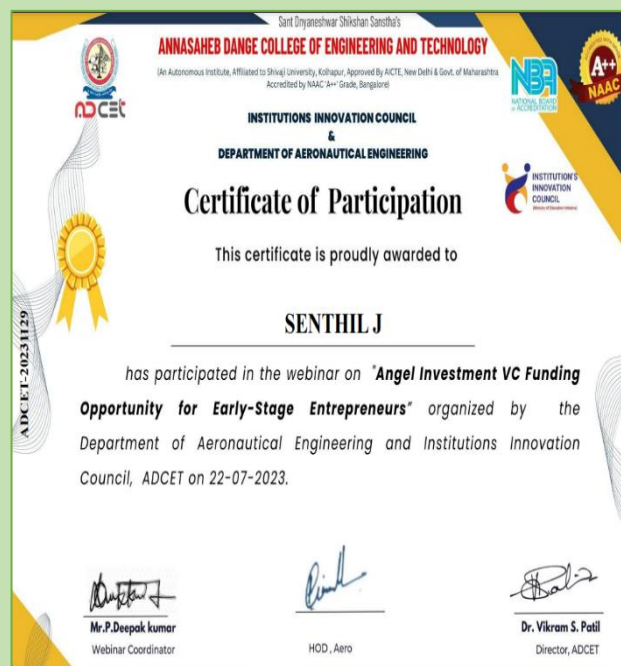 Sant Dnyaneshwar Shikshan Sanstha's
ANNASAHEB DANGE COLLEGE OF ENGINEERING AND TECHNOLOGY
(An Autonomous Institute, Affiliated to Shivaji University, Kolhapur, Approved By AICTE, New Delhi & Govt. of Maharashtra
Accredited by NAAC 'A++' Grade, Bangalore)
ADCET
NBA
NATIONAL BOARD
of ACCREDITATION
A++
NAAC
INSTITUTIONS INNOVATION COUNCIL
&
DEPARTMENT OF AERONAUTICAL ENGINEERING
INSTITUTION'S
INNOVATION
COUNCIL
(Ministry of Education Initiative)
Certificate of Participation
This certificate is proudly awarded to
SENTHIL J
ADCET-20231129
has participated in the webinar on "Angel Investment VC Funding
Opportunity for Early-Stage Entrepreneurs" organized by the
Department of Aeronautical Engineering and Institutions Innovation
Council, ADCET on 22-07-2023.
Mr.P.Deepak kumar
Webinar Coordinator
HOD , Aero
Dr. Vikram S. Patil
Director, ADCET